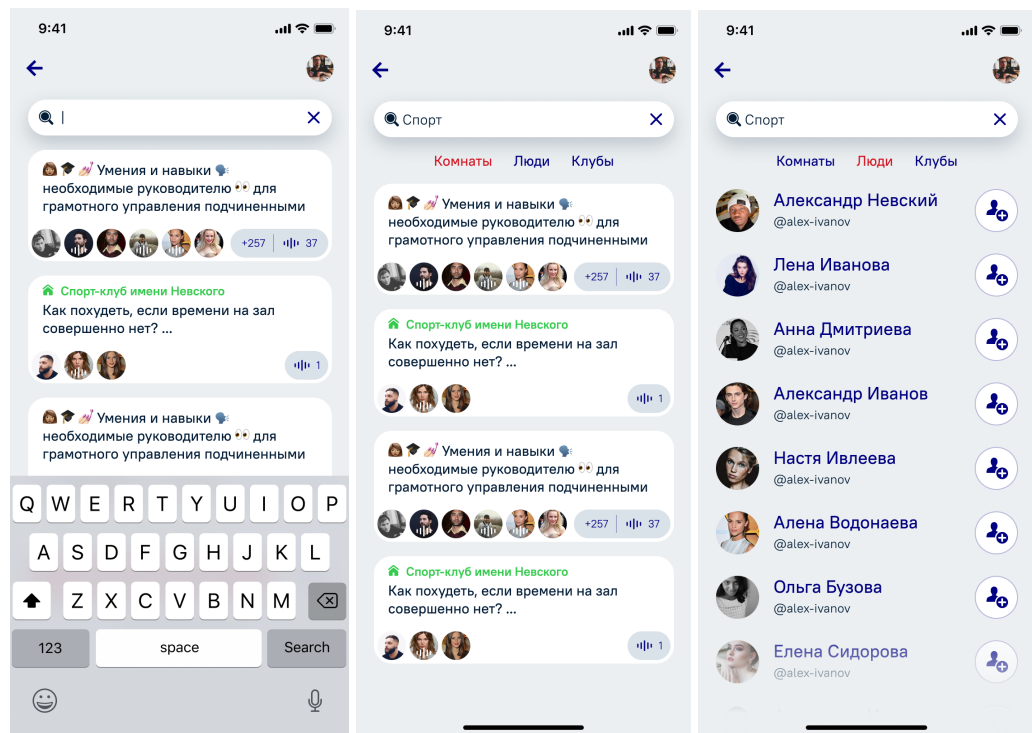 9:41
Умения и навыки
необходимые руководителю для
грамотного управления подчиненными
+257 37
Спорт-клуб имени Невского
Как похудеть, если времени на зал
совершенно нет? ...
1
Умения и навыки
необходимые руководителю для
грамотного управления подчиненными
Q W E R T Y U I O P
A S D F G H J K L
Z X C V B N M
123 space Search
9:41
Спорт
Комнаты Люди Клубы
Умения и навыки
необходимые руководителю для
грамотного управления подчиненными
+257 37
Спорт-клуб имени Невского
Как похудеть, если времени на зал
совершенно нет? ...
1
Умения и навыки
необходимые руководителю для
грамотного управления подчиненными
+257 37
Спорт-клуб имени Невского
Как похудеть, если времени на зал
совершенно нет? ...
1
9:41
Спорт
Комнаты Люди Клубы
Александр Невский
@alex-ivanov
Лена Иванова
@alex-ivanov
Анна Дмитриева
@alex-ivanov
Александр Иванов
@alex-ivanov
Настя Ивлеева
@alex-ivanov
Алена Водонаева
@alex-ivanov
Ольга Бузова
@alex-ivanov
Елена Сидорова
@alex-ivanov